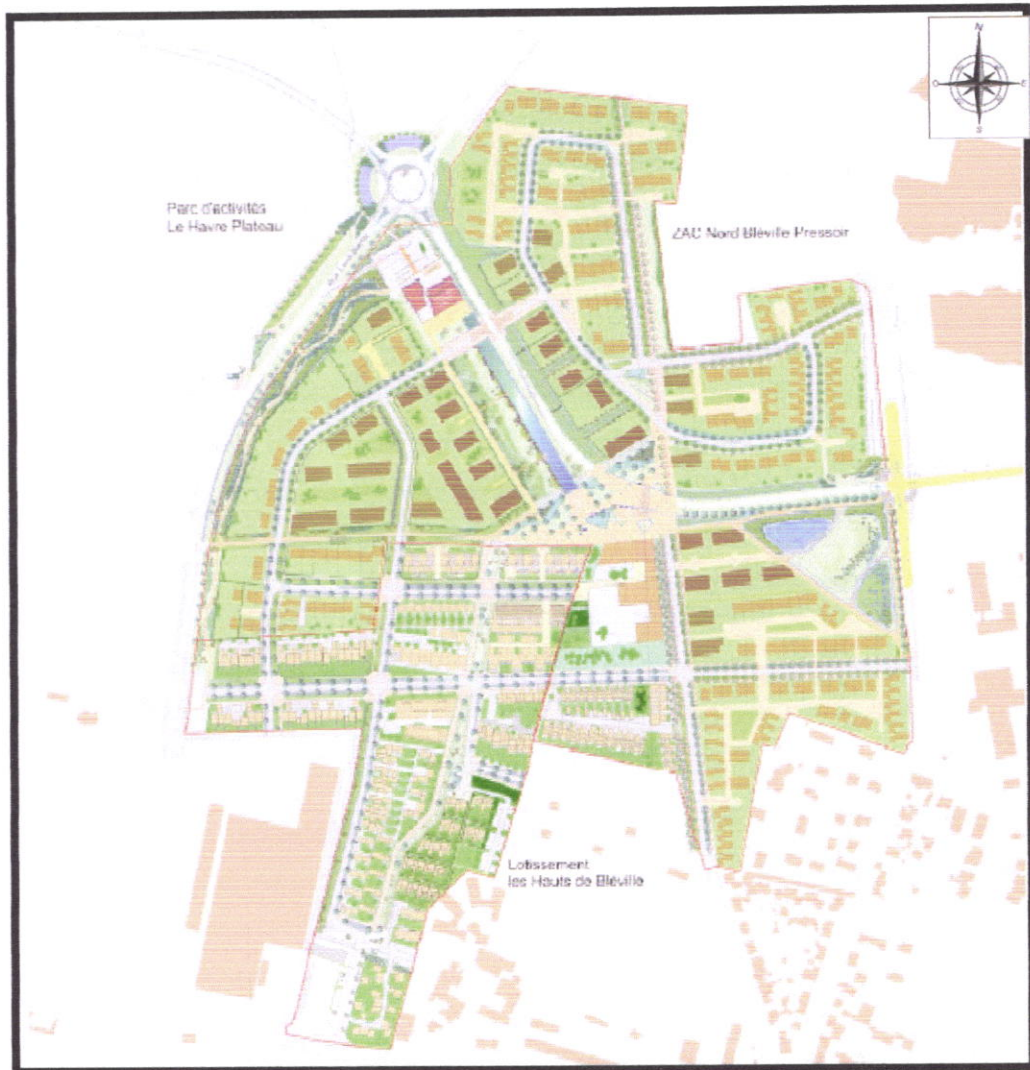 N
O
E
S
Parc d'activités
Le Havre Plateau
ZAC Nord Bléville Pressoir
Lotissement
les Hauts de Bléville